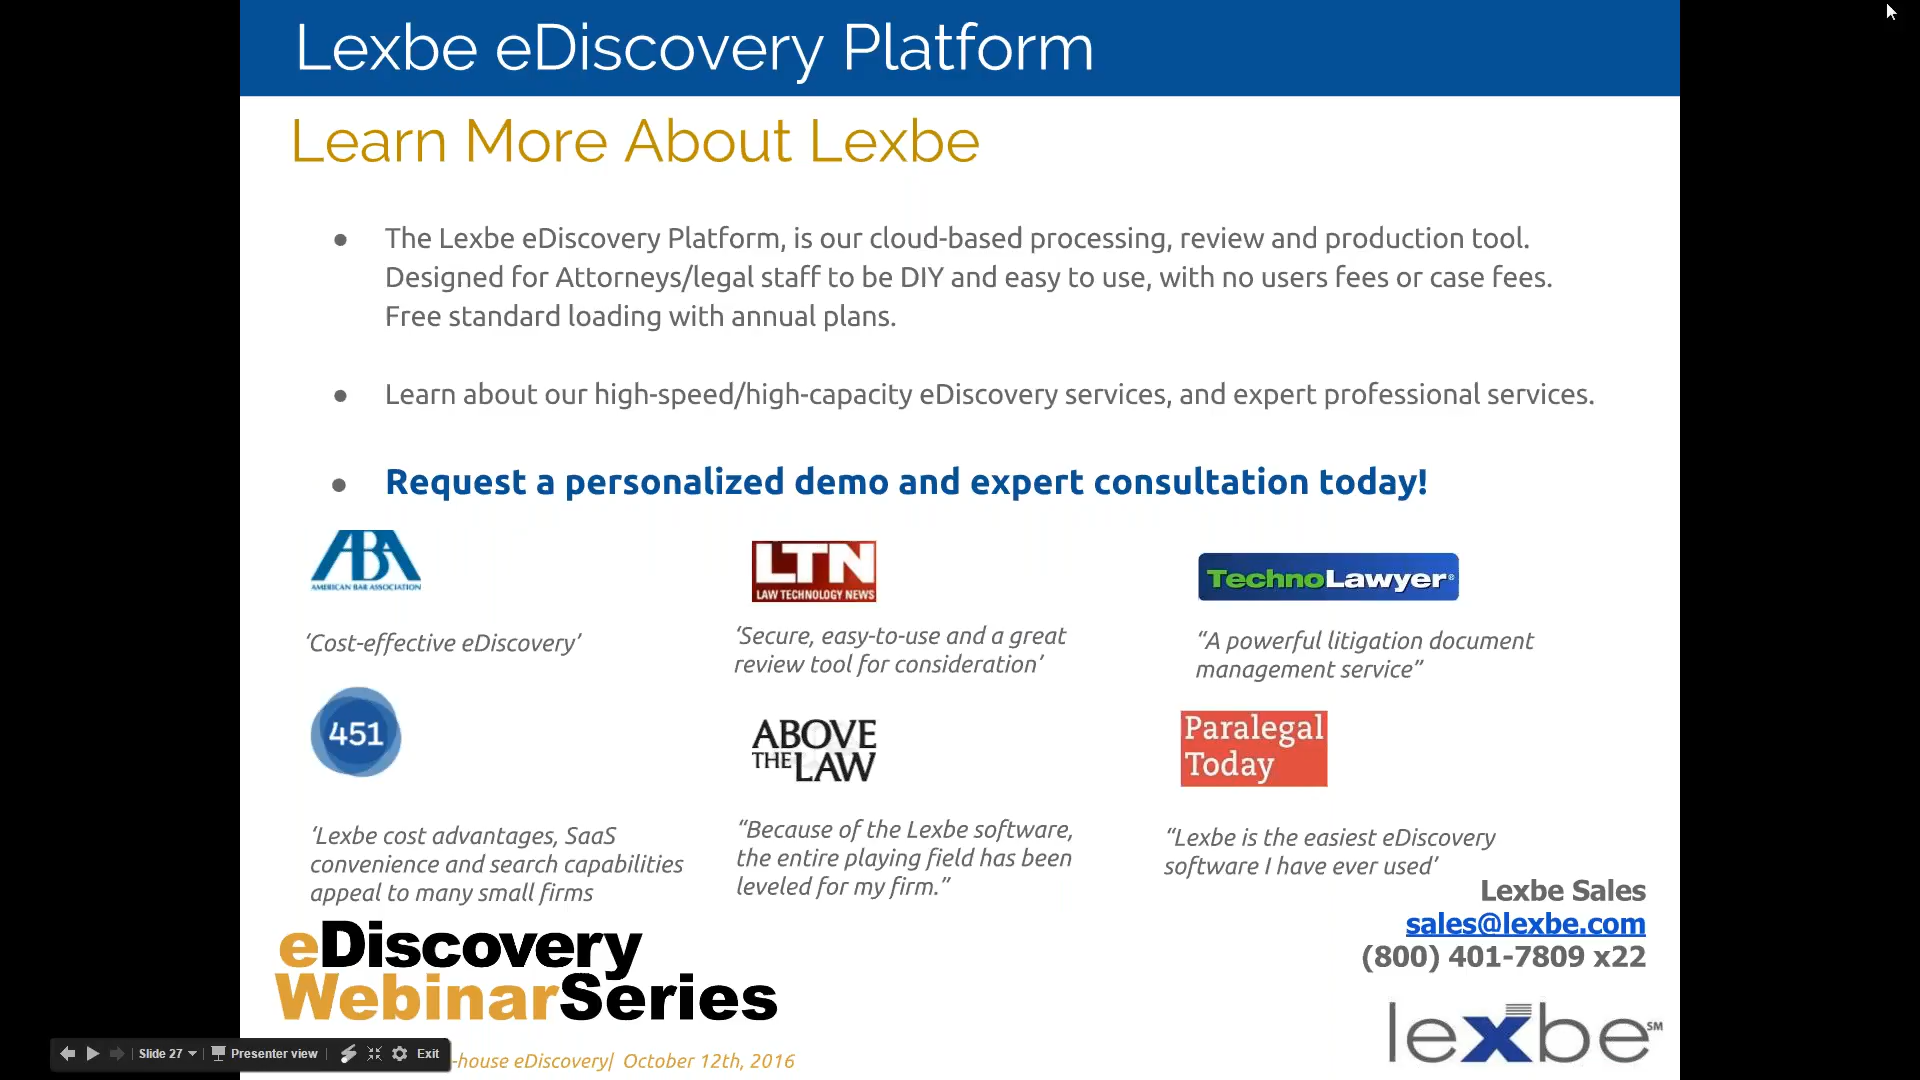 Lexbe eDiscovery Platform
Learn More About Lexbe
● The Lexbe eDiscovery Platform, is our cloud-based processing, review and production tool.
Designed for Attorneys/legal staff to be DIY and easy to use, with no users fees or case fees.
Free standard loading with annual plans.
● Learn about our high-speed/high-capacity eDiscovery services, and expert professional services.
● Request a personalized demo and expert consultation today!
ABA
AMERICAN BAR ASSOCIATION
‘Cost-effective eDiscovery’
LTN
LAW TECHNOLOGY NEWS
‘Secure, easy-to-use and a great
review tool for consideration’
TechnoLawyer®
“A powerful litigation document
management service”
451
‘Lexbe cost advantages, SaaS
convenience and search capabilities
appeal to many small firms
ABOVE
THE LAW
“Because of the Lexbe software,
the entire playing field has been
leveled for my firm.”
Paralegal
Today
“Lexbe is the easiest eDiscovery
software I have ever used’
Lexbe Sales
sales@lexbe.com
(800) 401-7809 x22
eDiscovery
WebinarSeries
lexbe℠
Slide 27 Presenter view Exit
-house eDiscovery| October 12th, 2016